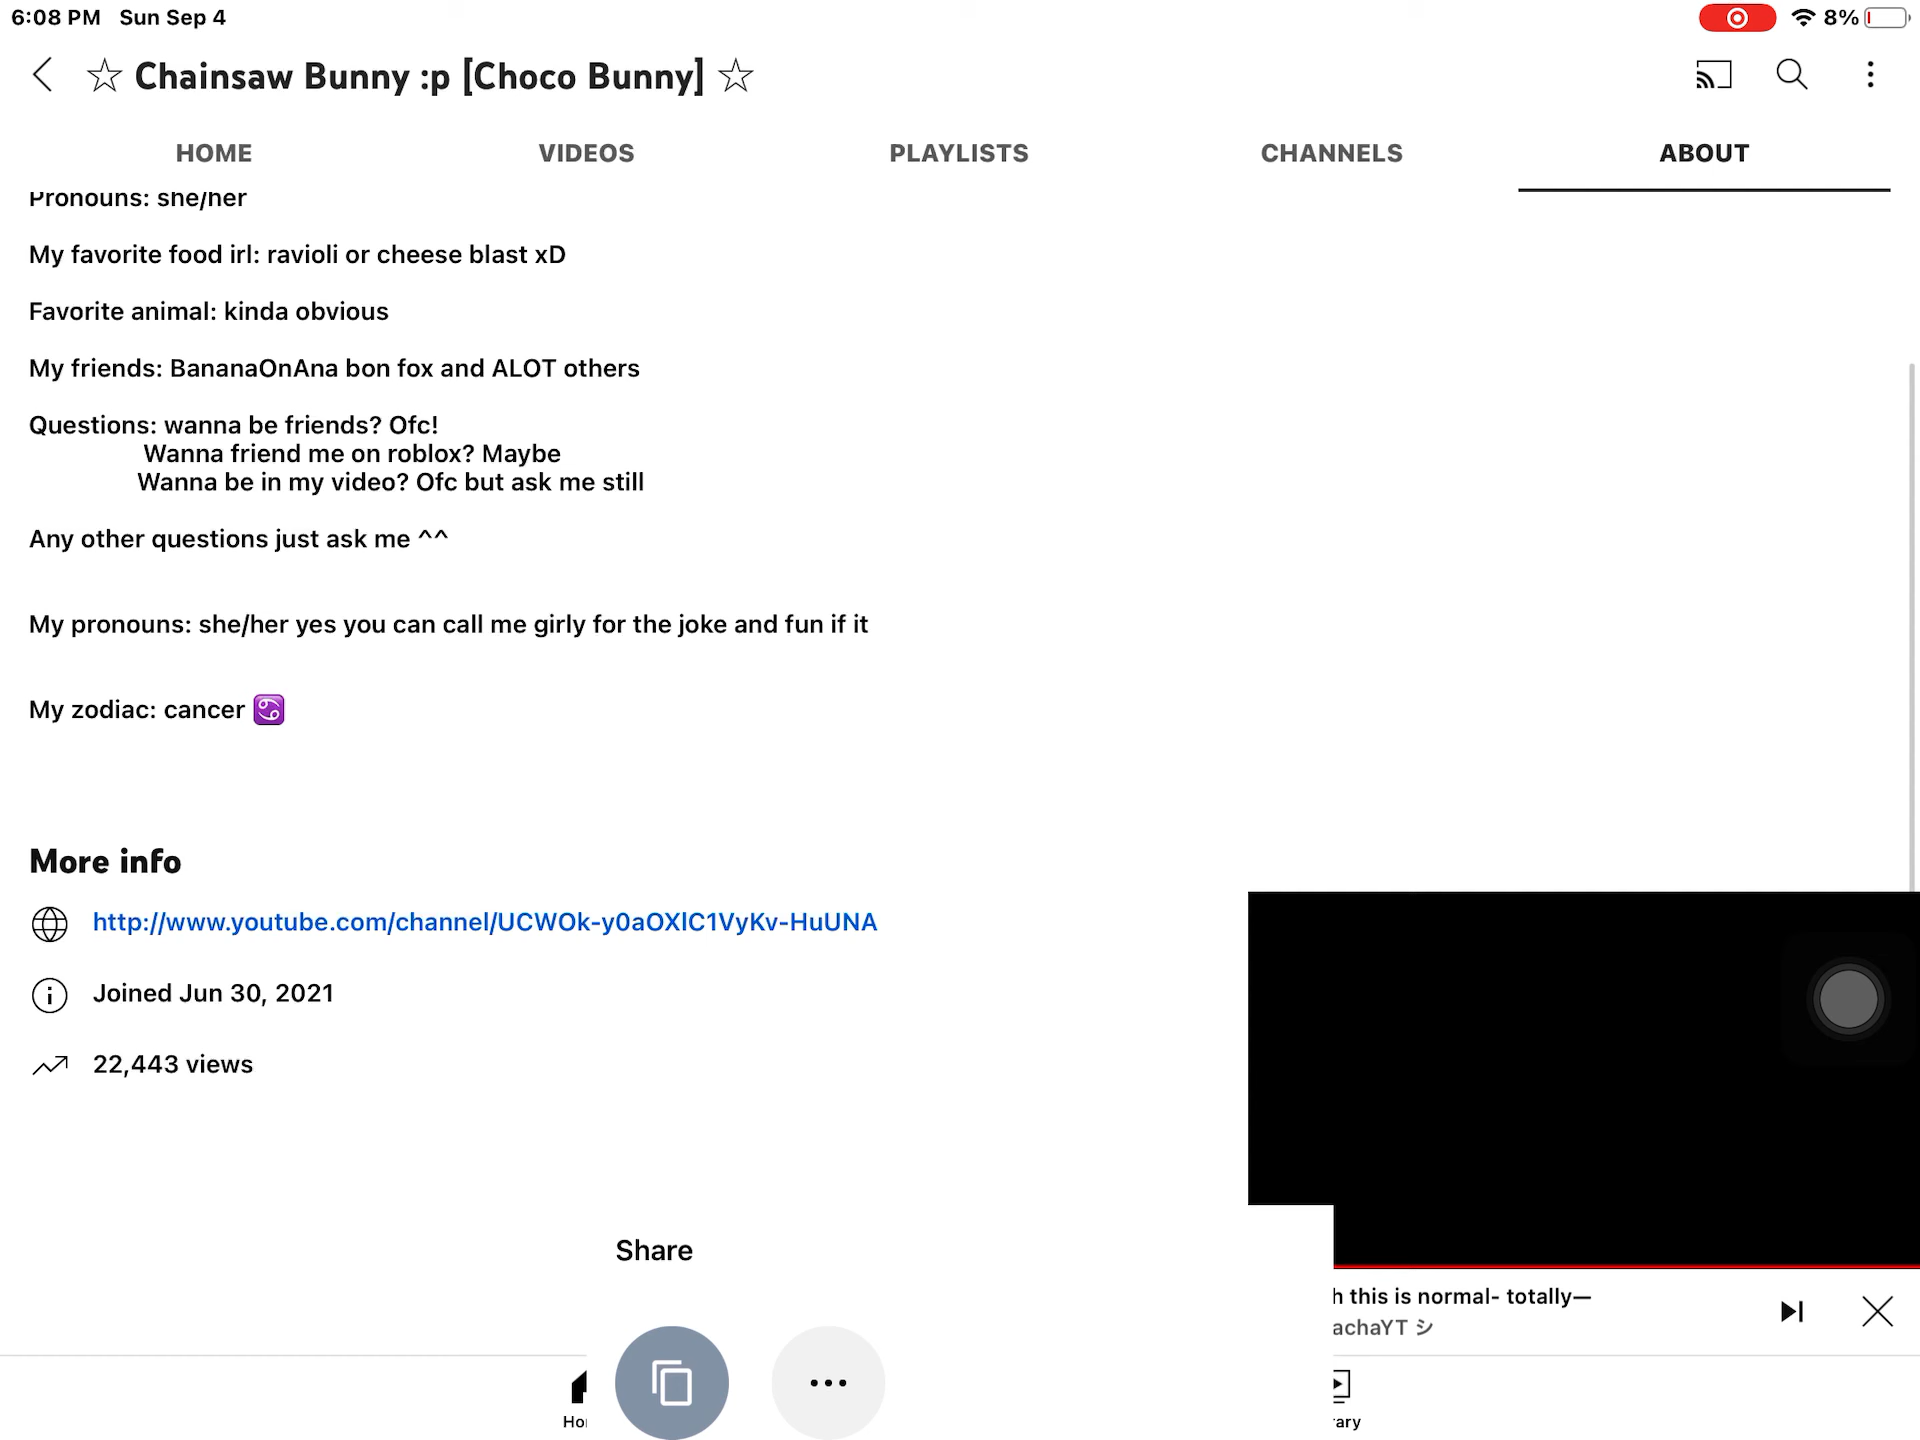 6:08 PM Sun Sep 4
8%
☆ Chainsaw Bunny :p [Choco Bunny] ☆
HOME VIDEOS PLAYLISTS CHANNELS ABOUT
Pronouns: she/her
My favorite food irl: ravioli or cheese blast xD
Favorite animal: kinda obvious
My friends: BananaOnAna bon fox and ALOT others
Questions: wanna be friends? Ofc!
Wanna friend me on roblox? Maybe
Wanna be in my video? Ofc but ask me still
Any other questions just ask me ^^
My pronouns: she/her yes you can call me girly for the joke and fun if it
My zodiac: cancer ♋
More info
http://www.youtube.com/channel/UCWOk-y0aOXlC1VyKv-HuUNA
Joined Jun 30, 2021
22,443 views
Share
h this is normal- totally—
achaYT シ
Ho
rary